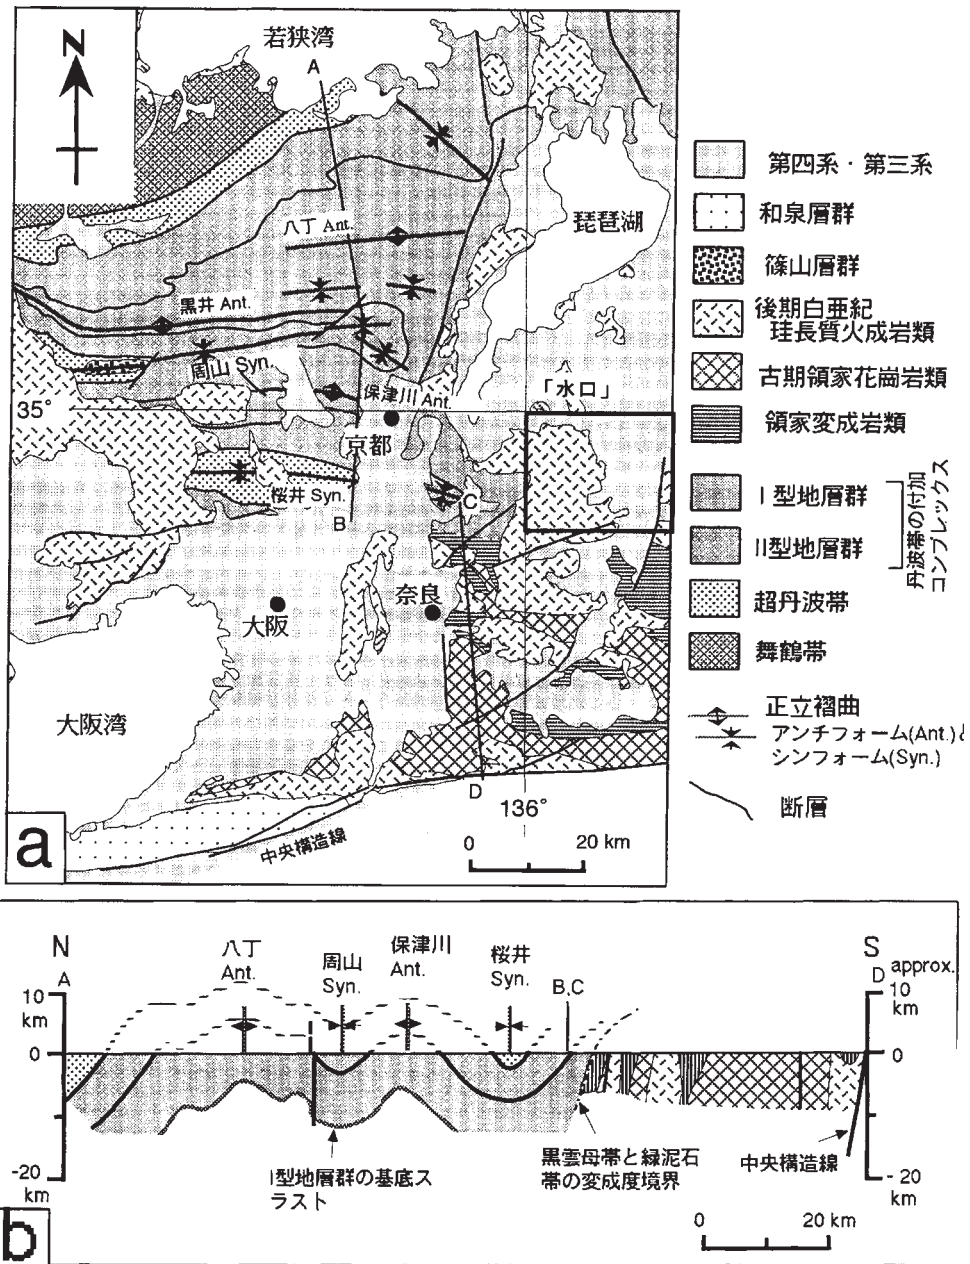 N
若狭湾
A
八丁 Ant.
琵琶湖
黒井 Ant.
周山 Syn.
保津川 Ant.
35°
「水口」
京都
桜井 Syn.
B
C
奈良
大阪
大阪湾
D
136°
中央構造線
0 20 km
a
第四系・第三系
和泉層群
篠山層群
後期白亜紀
珪長質火成岩類
古期領家花崗岩類
領家変成岩類
I 型地層群
II型地層群
丹波帯の付加
コンプレックス
超丹波帯
舞鶴帯
正立褶曲
アンチフォーム(Ant.)と
シンフォーム(Syn.)
断層
N
A
八丁
Ant.
周山
Syn.
保津川
Ant.
桜井
Syn.
B,C
S
D approx.
10
km
10
km
0
0
-20
km
- 20
km
I型地層群の基底ス
ラスト
黒雲母帯と緑泥石
帯の変成度境界
中央構造線
0 20 km
b